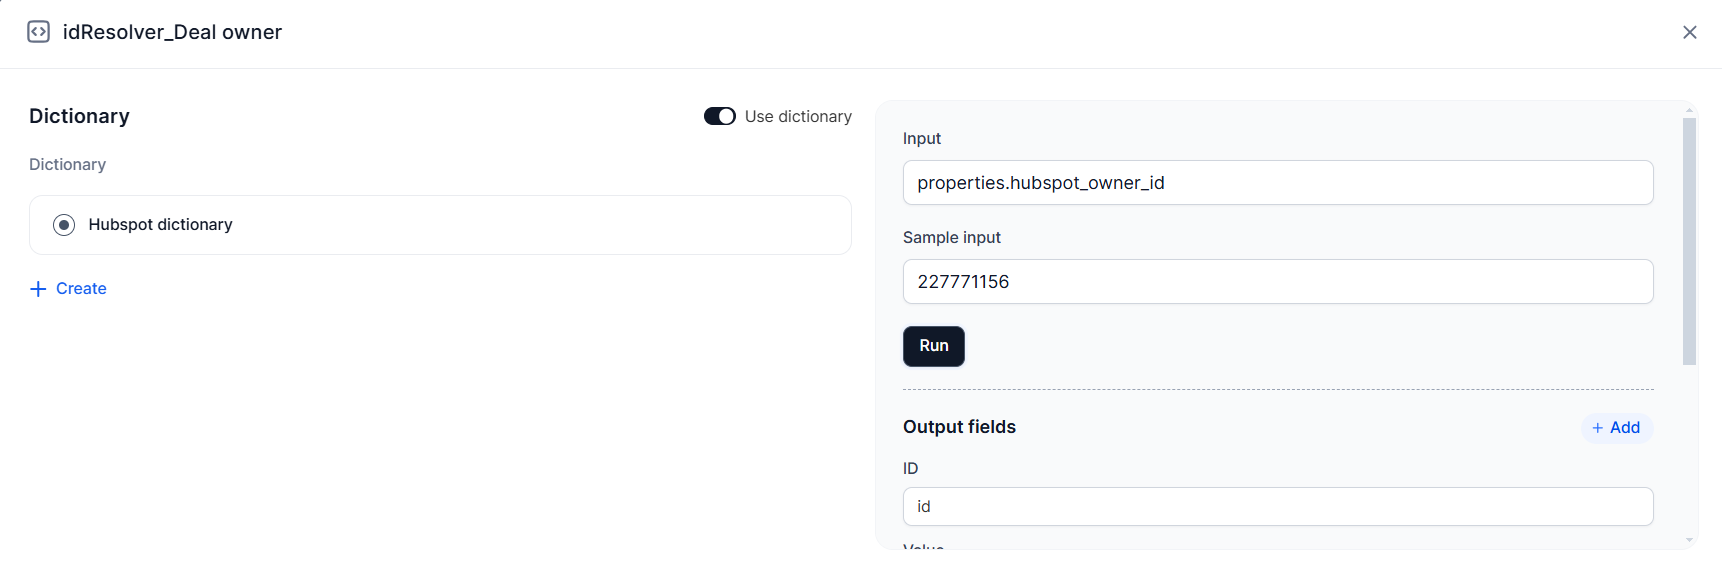 idResolver_Deal owner
Dictionary
Use dictionary
Dictionary
Hubspot dictionary
Create
Input
properties.hubspot_owner_id
Sample input
227771156
Run
Output fields
+ Add
ID
id
Value